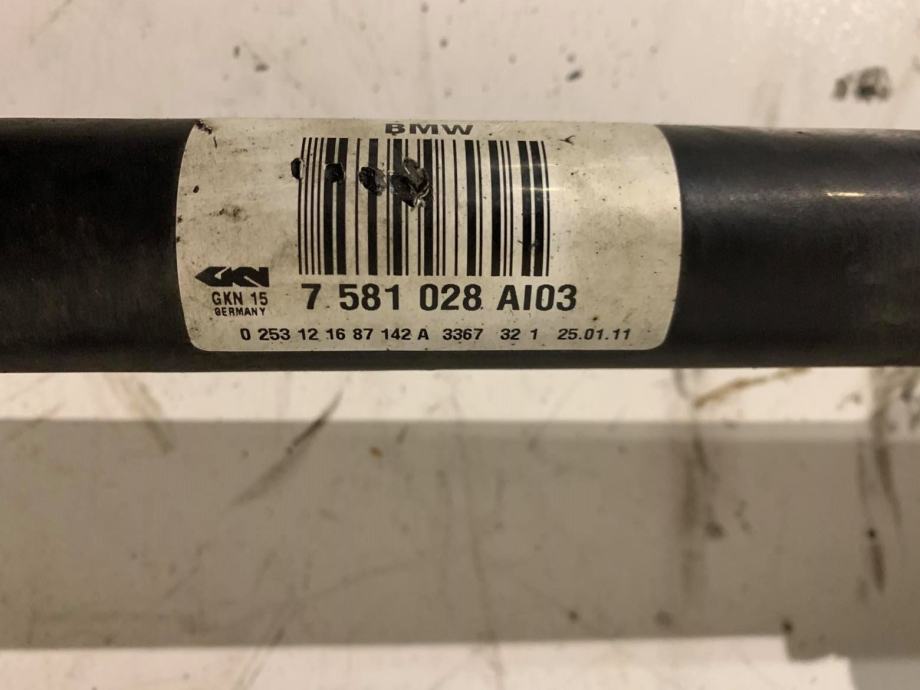 BMW
GKN
GKN 15
GERMANY
7 581 028 AI03
0 253 12 16 87 142 A 3367 32 1 25.01.11